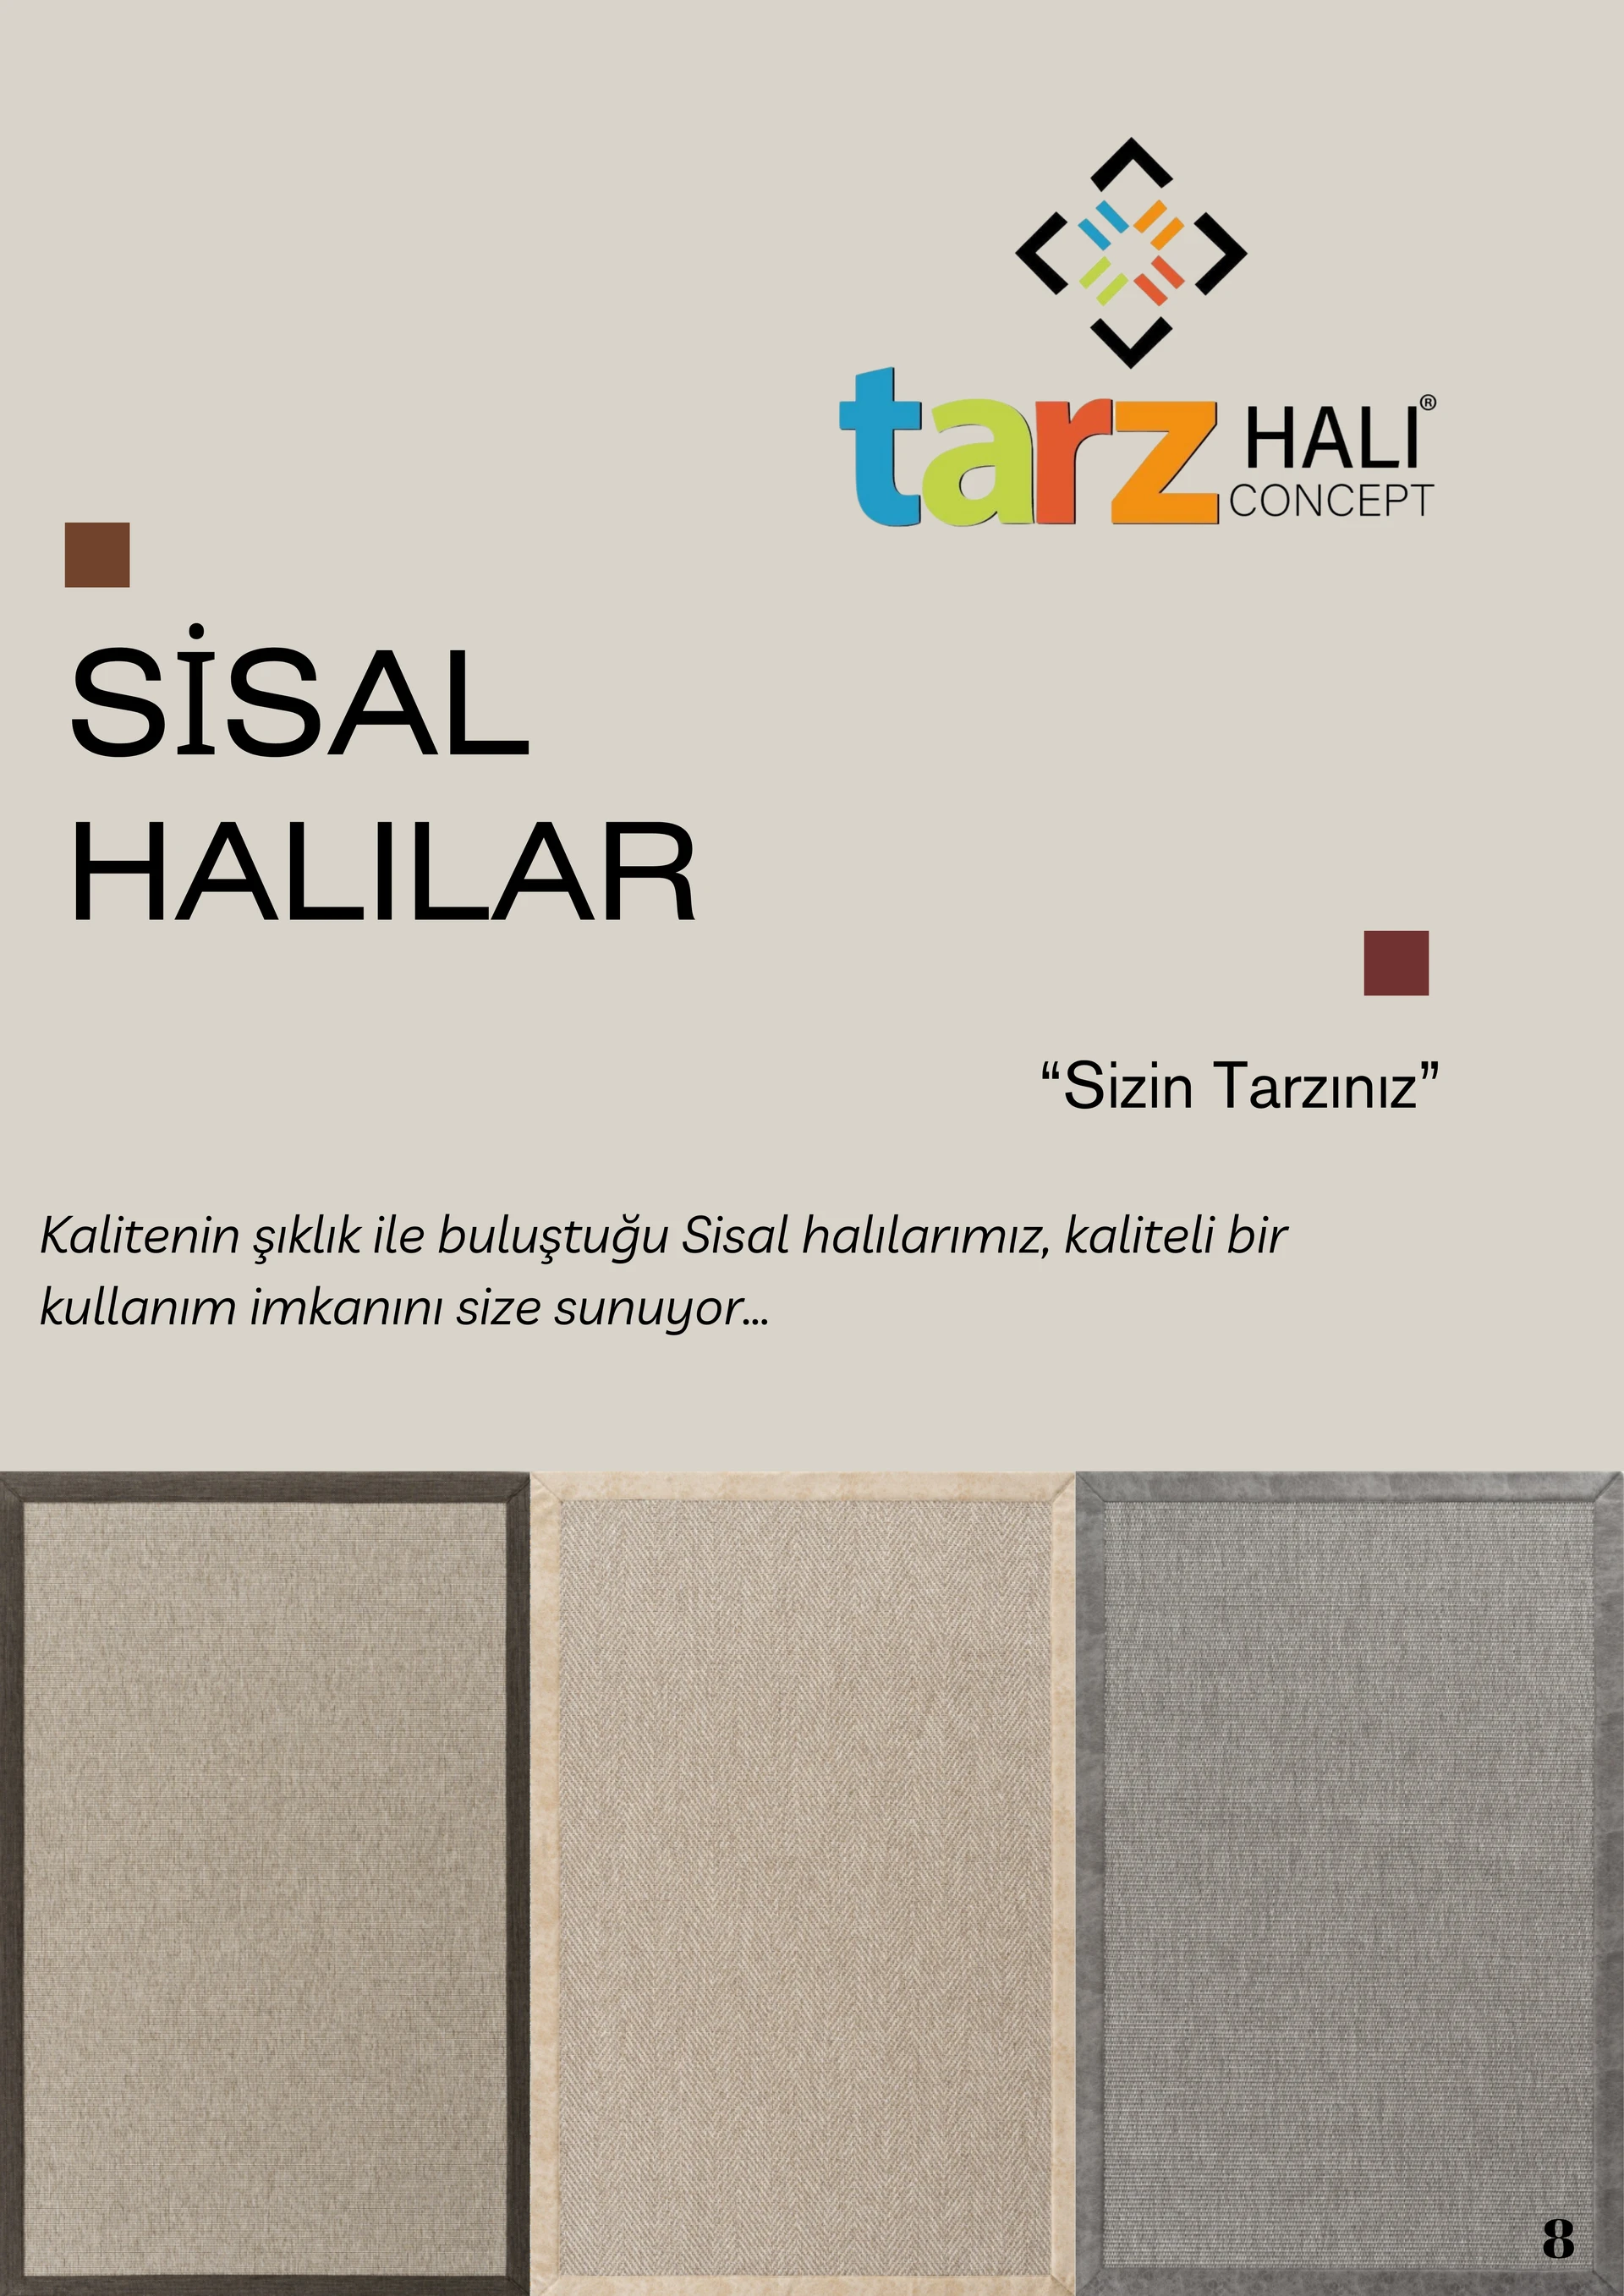 tarz HALI®
CONCEPT
SİSAL
HALILAR
“Sizin Tarzınız”
Kalitenin şıklık ile buluştuğu Sisal halılarımız, kaliteli bir
kullanım imkanını size sunuyor...
8